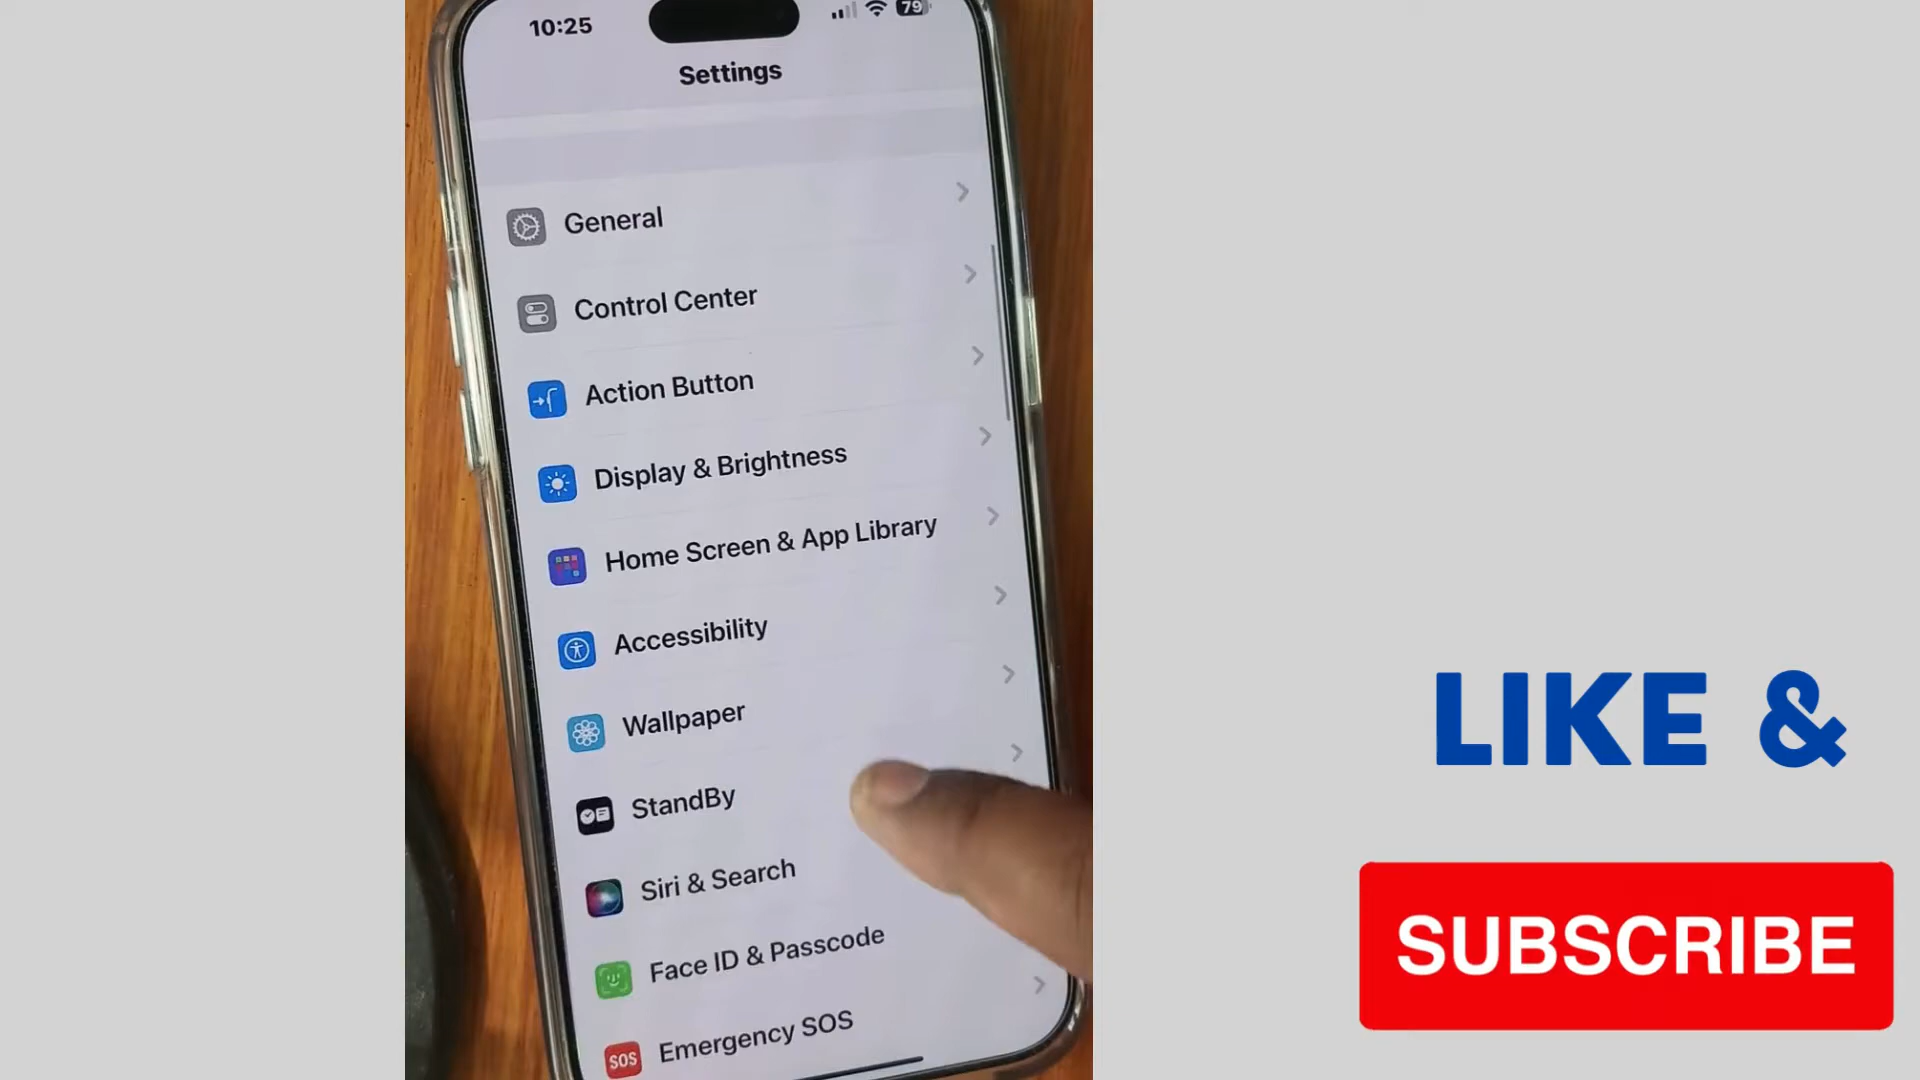 10:25
79
Settings
General
Control Center
Action Button
Display & Brightness
Home Screen & App Library
Accessibility
Wallpaper
StandBy
Siri & Search
Face ID & Passcode
SOS Emergency SOS
LIKE &
SUBSCRIBE